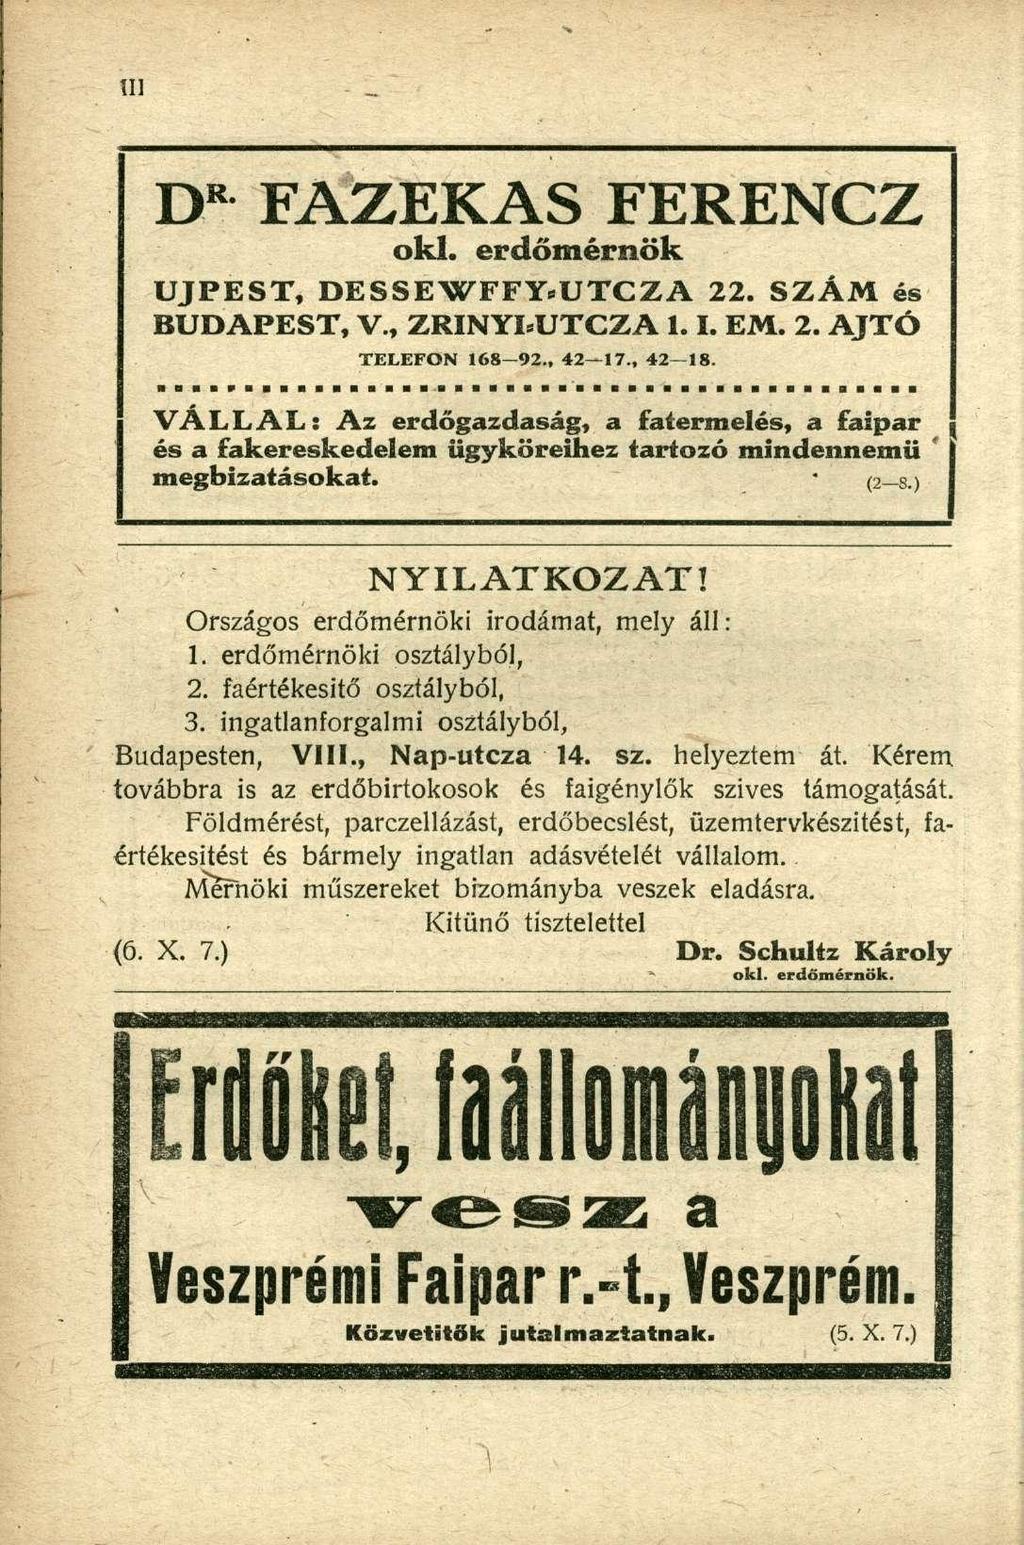 III
DR. FAZEKAS FERENCZ
okl. erdőmérnök
UJPEST, DESSEWFFY-UTCZA 22. SZÁM és
BUDAPEST, V., ZRINYI-UTCZA 1. I. EM. 2. AJTÓ
TELEFON 168—92., 42—17., 42—18.
VÁLLAL: Az erdőgazdaság, a fatermelés, a faipar
és a fakereskedelem ügyköreihez tartozó mindennemü
megbizatásokat. (2—8.)
NYILATKOZAT!
Országos erdőmérnöki irodámat, mely áll:
1. erdőmérnöki osztályból,
2. faértékesitő osztályból,
3. ingatlanforgalmi osztályból,
Budapesten, VIII., Nap-utcza 14. sz. helyeztem át. Kérem
továbbra is az erdőbirtokosok és faigénylők szives támogatását.
Földmérést, parczellázást, erdőbecslést, üzemtervkészitést, fa-
értékesitést és bármely ingatlan adásvételét vállalom.
Mérnöki műszereket bizományba veszek eladásra.
Kitünő tisztelettel
(6. X. 7.) Dr. Schultz Károly
okl. erdőmérnök.
Erdőket, faállományokat
vesz a
Veszprémi Faipar r.-t., Veszprém.
Közvetitők jutalmaztatnak. (5. X. 7.)